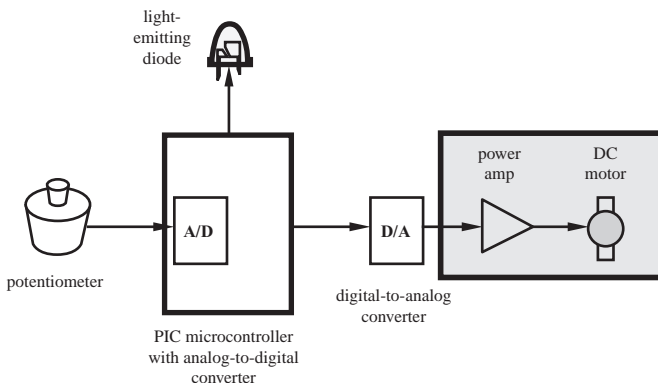 light-
emitting
diode
power
amp
DC
motor
A/D
D/A
potentiometer
digital-to-analog
converter
PIC microcontroller
with analog-to-digital
converter